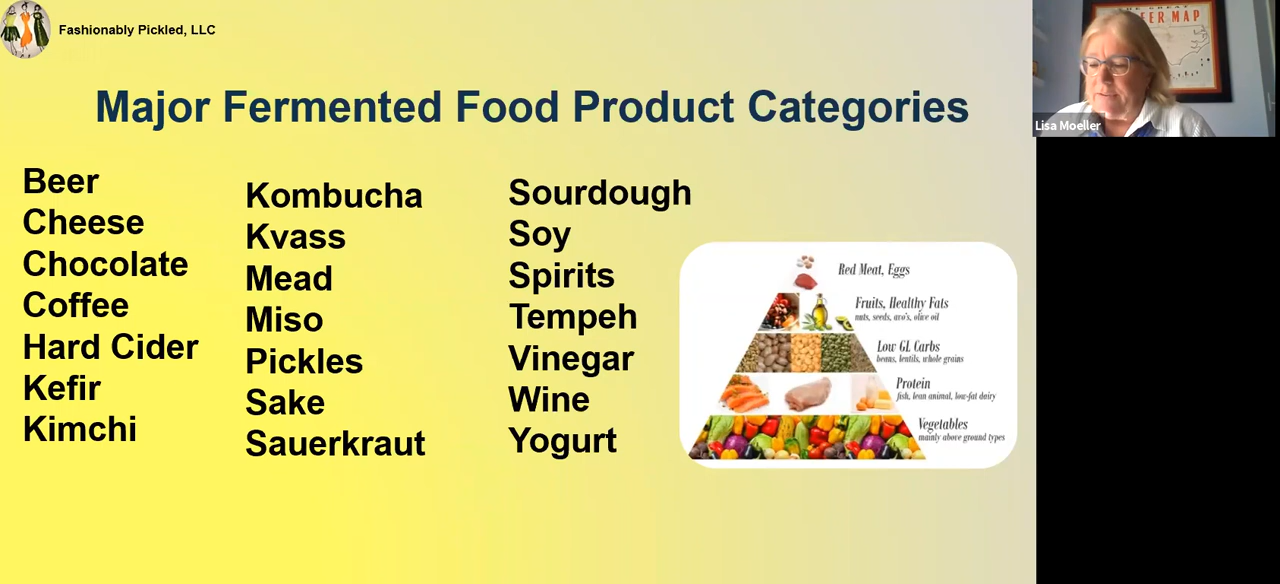 Fashionably Pickled, LLC
Major Fermented Food Product Categories
Beer
Cheese
Chocolate
Coffee
Hard Cider
Kefir
Kimchi
Kombucha
Kvass
Mead
Miso
Pickles
Sake
Sauerkraut
Sourdough
Soy
Spirits
Tempeh
Vinegar
Wine
Yogurt
Red Meat, Eggs
Fruits, Healthy Fats
nuts, seeds, avo's, olive oil
Low GL Carbs
beans, lentils, whole grains
Protein
fish, lean animal, low-fat dairy
Vegetables
mainly above ground types
EER MAP
Lisa Moeller